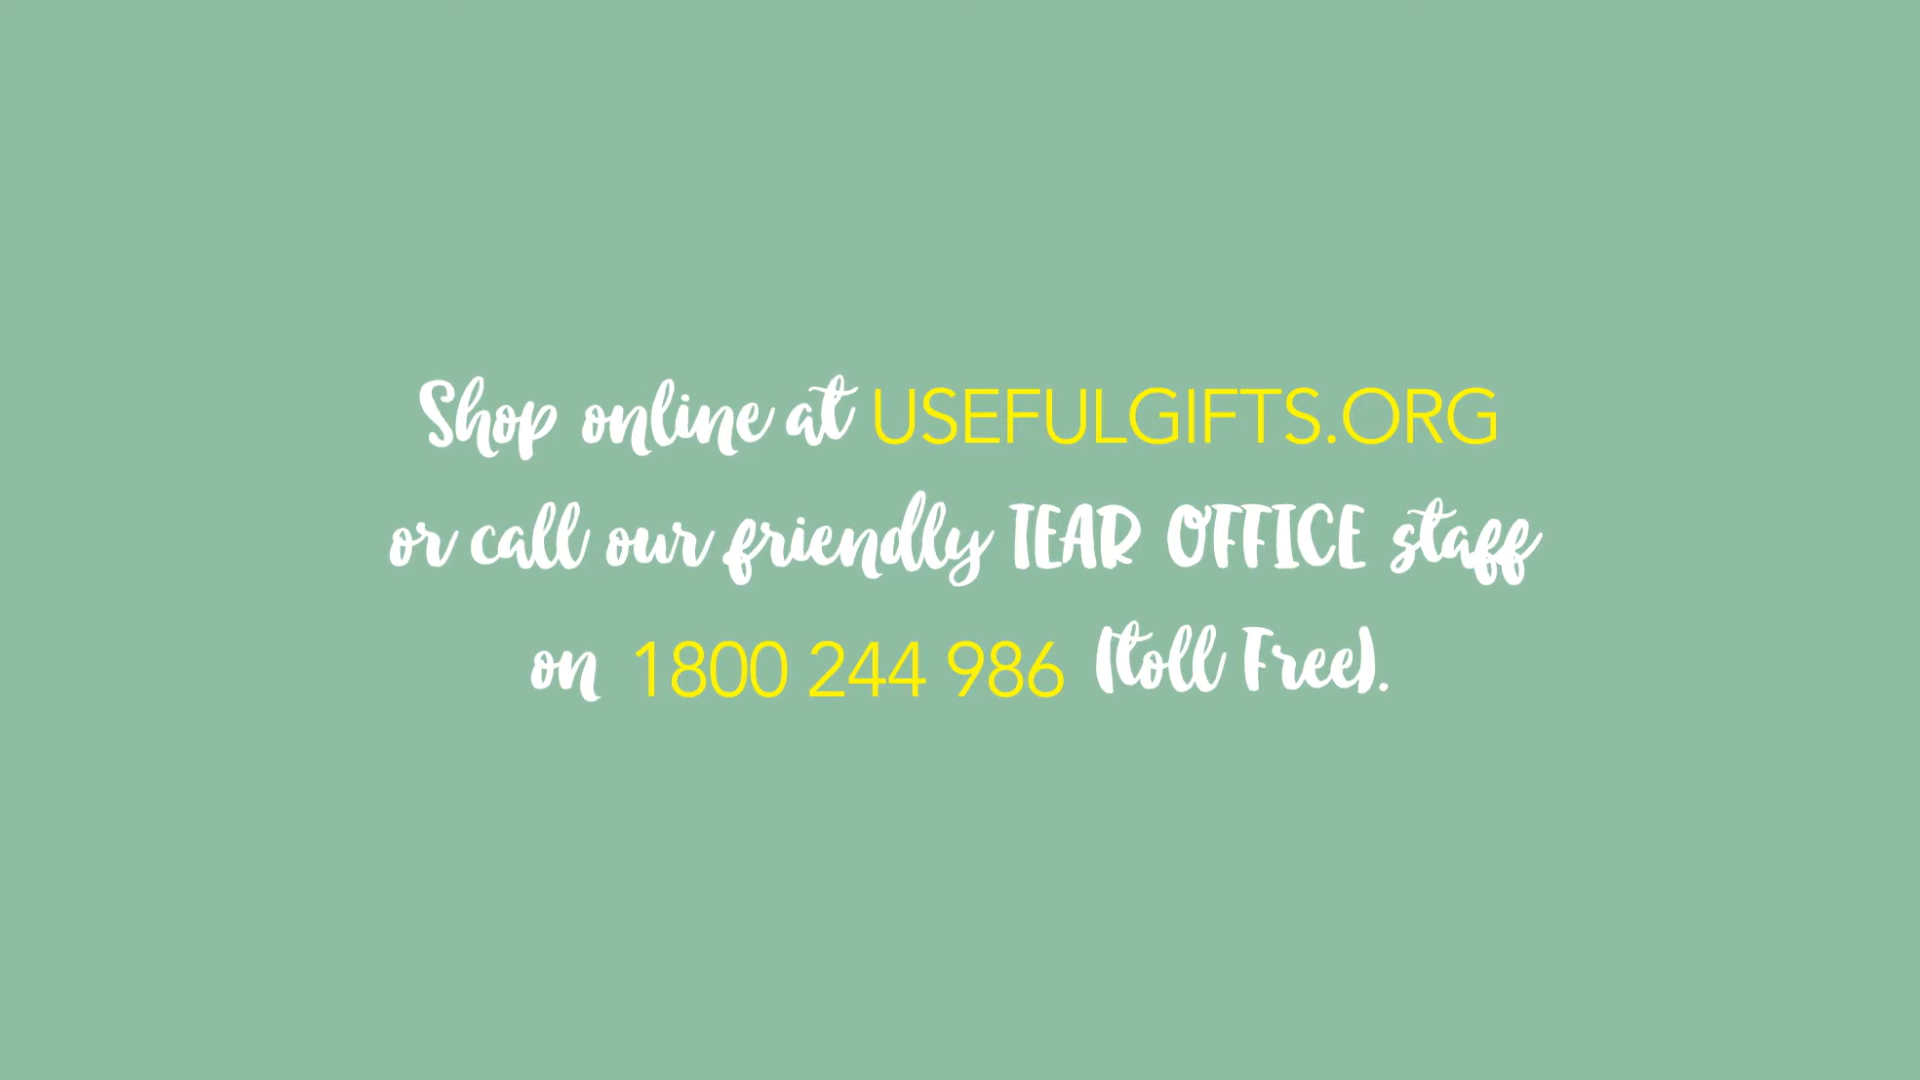 Shop online at USEFULGIFTS.ORG
or call our friendly TEAR OFFICE staff
on 1800 244 986 (toll Free).